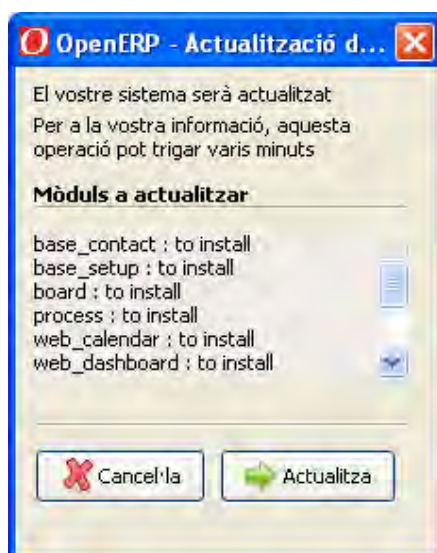 OpenERP - Actualització d...
El vostre sistema serà actualitzat
Per a la vostra informació, aquesta
operació pot trigar varis minuts
Mòduls a actualitzar
base_contact : to install
base_setup : to install
board : to install
process : to install
web_calendar : to install
web_dashboard : to install
Cancel·la
Actualitza